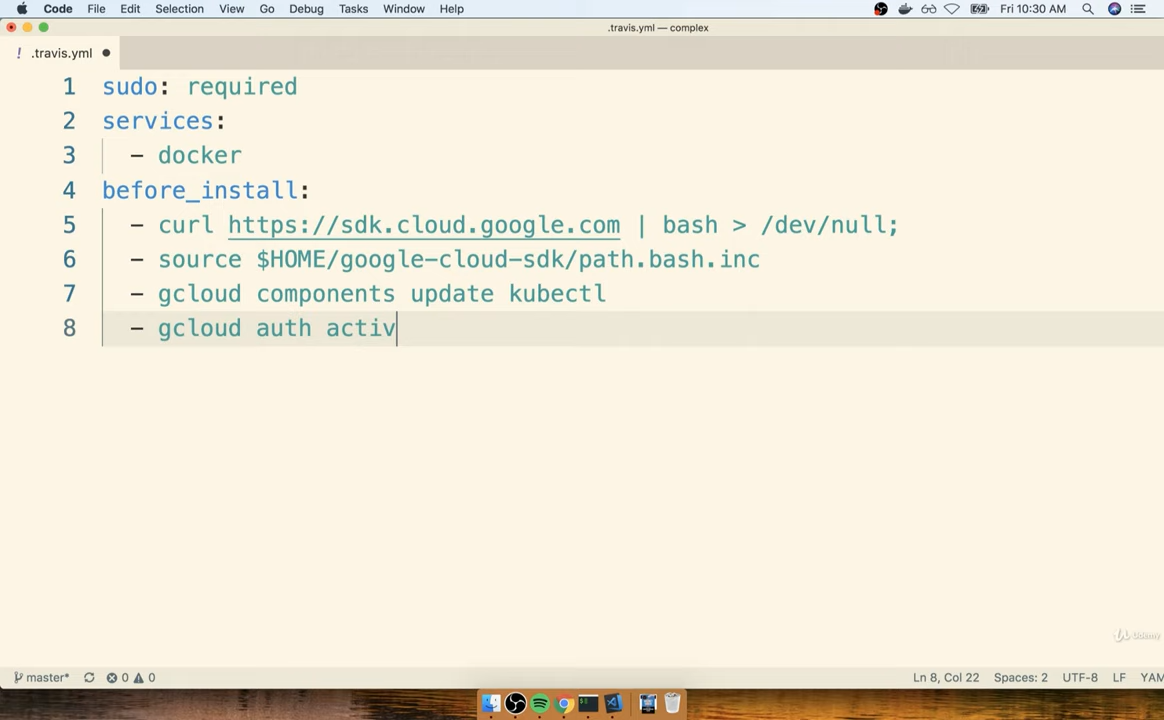 Code File Edit Selection View Go Debug Tasks Window Help Fri 10:30 AM
.travis.yml — complex
! .travis.yml
1 sudo: required
2 services:
3 - docker
4 before_install:
5 - curl https://sdk.cloud.google.com | bash > /dev/null;
6 - source $HOME/google-cloud-sdk/path.bash.inc
7 - gcloud components update kubectl
8 - gcloud auth activ
Udemy
master* 0 0 Ln 8, Col 22 Spaces: 2 UTF-8 LF YAM